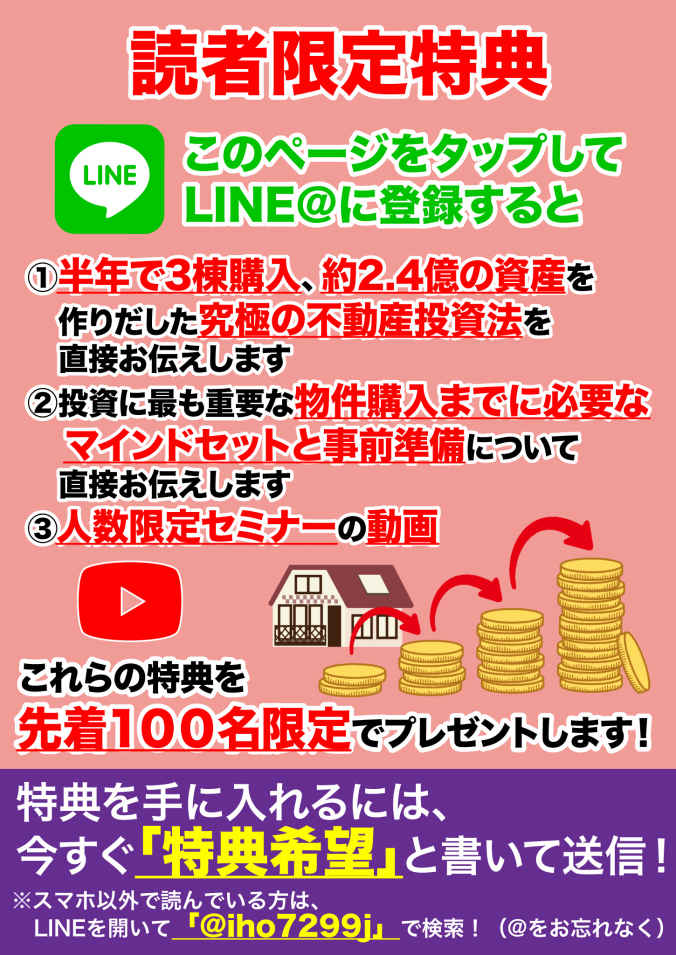 読者限定特典
LINE
このページをタップして
LINE@に登録すると
①半年で3棟購入、約2.4億の資産を
作りだした究極の不動産投資法を
直接お伝えします
②投資に最も重要な物件購入までに必要な
マインドセットと事前準備について
直接お伝えします
③人数限定セミナーの動画
これらの特典を
先着100名限定でプレゼントします!
特典を手に入れるには、
今すぐ「特典希望」と書いて送信!
※スマホ以外で読んでいる方は、
LINEを開いて「@iho7299j」で検索!（@をお忘れなく）